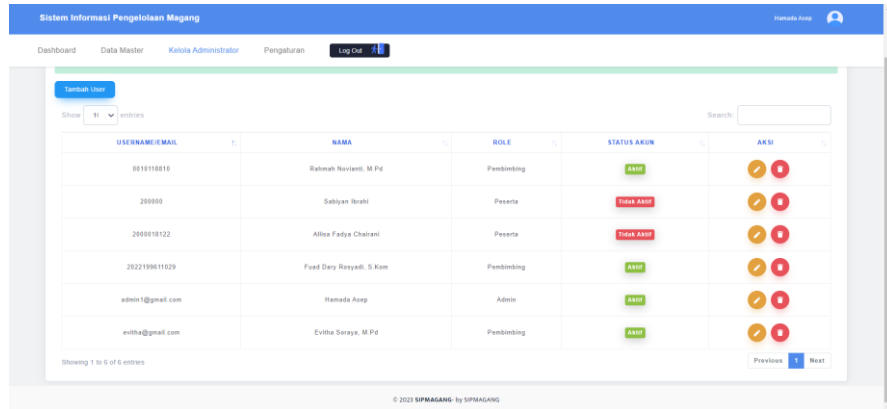 Sistem Informasi Pengelolaan Magang Hamada Asep
Dashboard Data Master Kelola Administrator Pengaturan Log Out
Tambah User
Show entries Search:
USERNAME/EMAIL NAMA ROLE STATUS AKUN AKSI
0010118810 Rahmah Novianti, M.Pd Pembimbing Aktif
200000 Sabiyan Ibrahi Peserta Tidak Aktif
2000018122 Allisa Fadya Chairani Peserta Tidak Aktif
2022199611029 Fuad Dary Rosyadi, S.Kom Pembimbing Aktif
admin1@gmail.com Hamada Asep Admin Aktif
evitha@gmail.com Evitha Soraya, M.Pd Pembimbing Aktif
Showing 1 to 6 of 6 entries Previous 1 Next
© 2023 SIPMAGANG- by SIPMAGANG